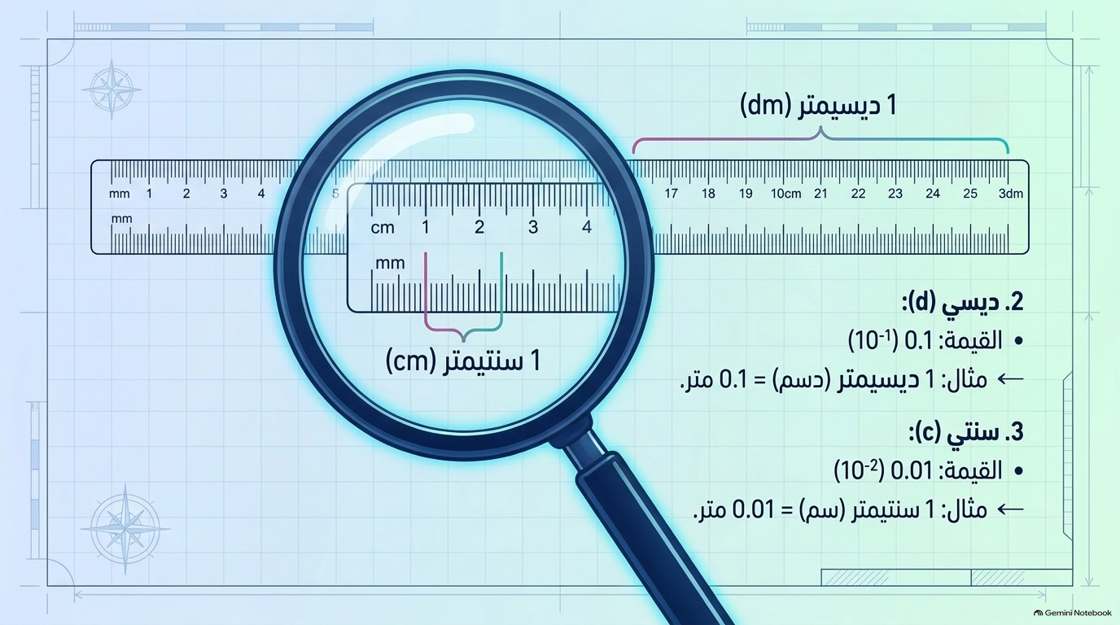 1 ديسيمتر (dm)
mm 1 2 3 4 5 17 18 19 10cm 21 22 23 24 25 3dm
mm
cm 1 2 3 4
mm
1 سنتيمتر (cm)
2. ديسي (d):
• القيمة: 0.1 (10⁻¹)
← مثال: 1 ديسيمتر (دسم) = 0.1 متر.
3. سنتي (c):
• القيمة: 0.01 (10⁻²)
← مثال: 1 سنتيمتر (سم) = 0.01 متر.
Gemini Notebook